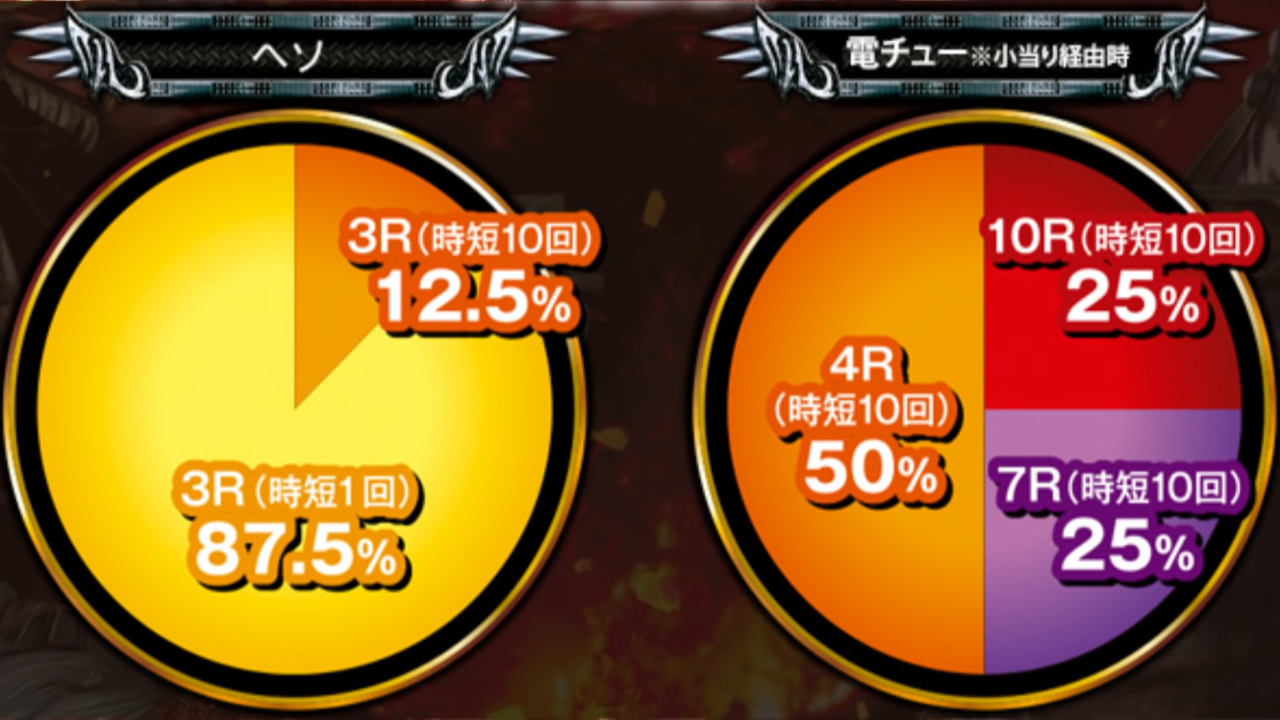 ヘソ
3R(時短10回)
12.5%
3R(時短1回)
87.5%
電チュー※小当り経由時
10R(時短10回)
25%
4R
(時短10回)
50%
7R(時短10回)
25%